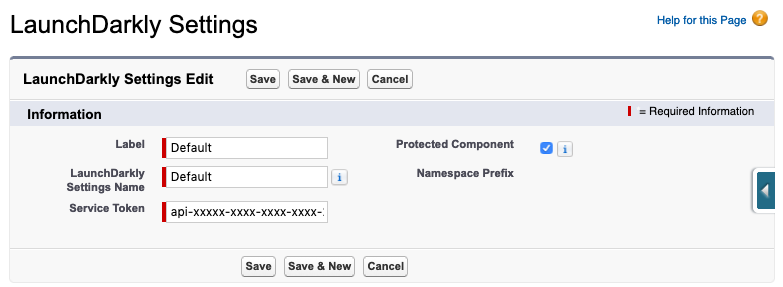 LaunchDarkly Settings
Help for this Page ?
LaunchDarkly Settings Edit Save Save & New Cancel
Information = Required Information
Label Default Protected Component i
LaunchDarkly Settings Name Default i Namespace Prefix
Service Token api-xxxxx-xxxx-xxxx-xxxx-
Save Save & New Cancel